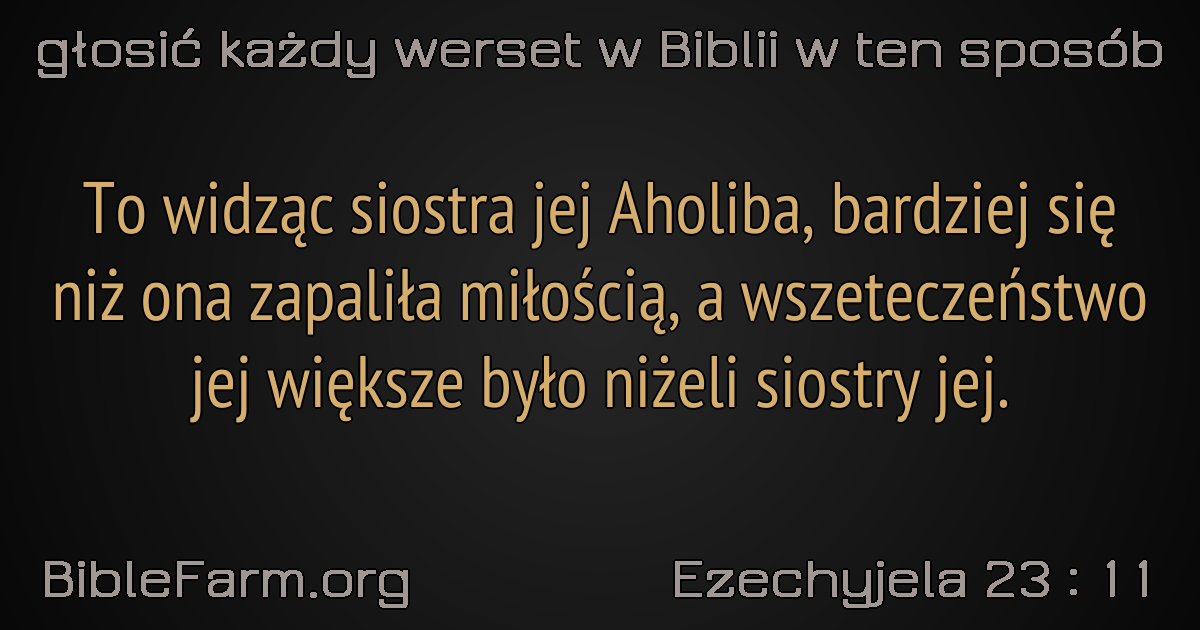 głosić każdy werset w Biblii w ten sposób
To widząc siostra jej Aholiba, bardziej się
niż ona zapaliła miłością, a wszeteczeństwo
jej większe było niżeli siostry jej.
BibleFarm.org
Ezechyjela 23 : 11